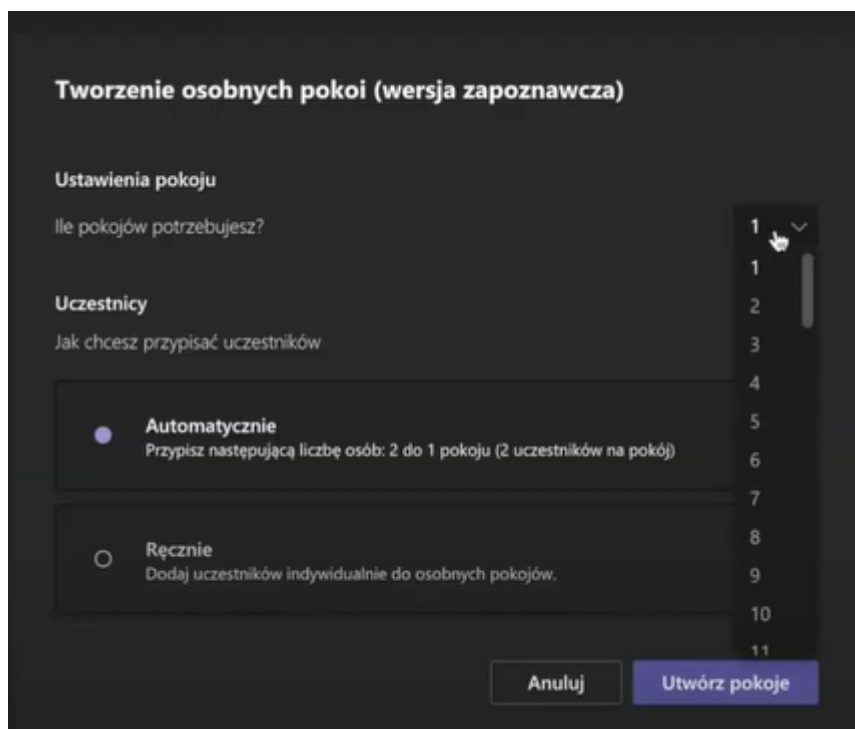 Tworzenie osobnych pokoi (wersja zapoznawcza)
Ustawienia pokoju
Ile pokojów potrzebujesz?
1
1
2
3
4
5
6
7
8
9
10
11
Uczestnicy
Jak chcesz przypisać uczestników
Automatycznie
Przypisz następującą liczbę osób: 2 do 1 pokoju (2 uczestników na pokój)
Ręcznie
Dodaj uczestników indywidualnie do osobnych pokojów.
Anuluj
Utwórz pokoje